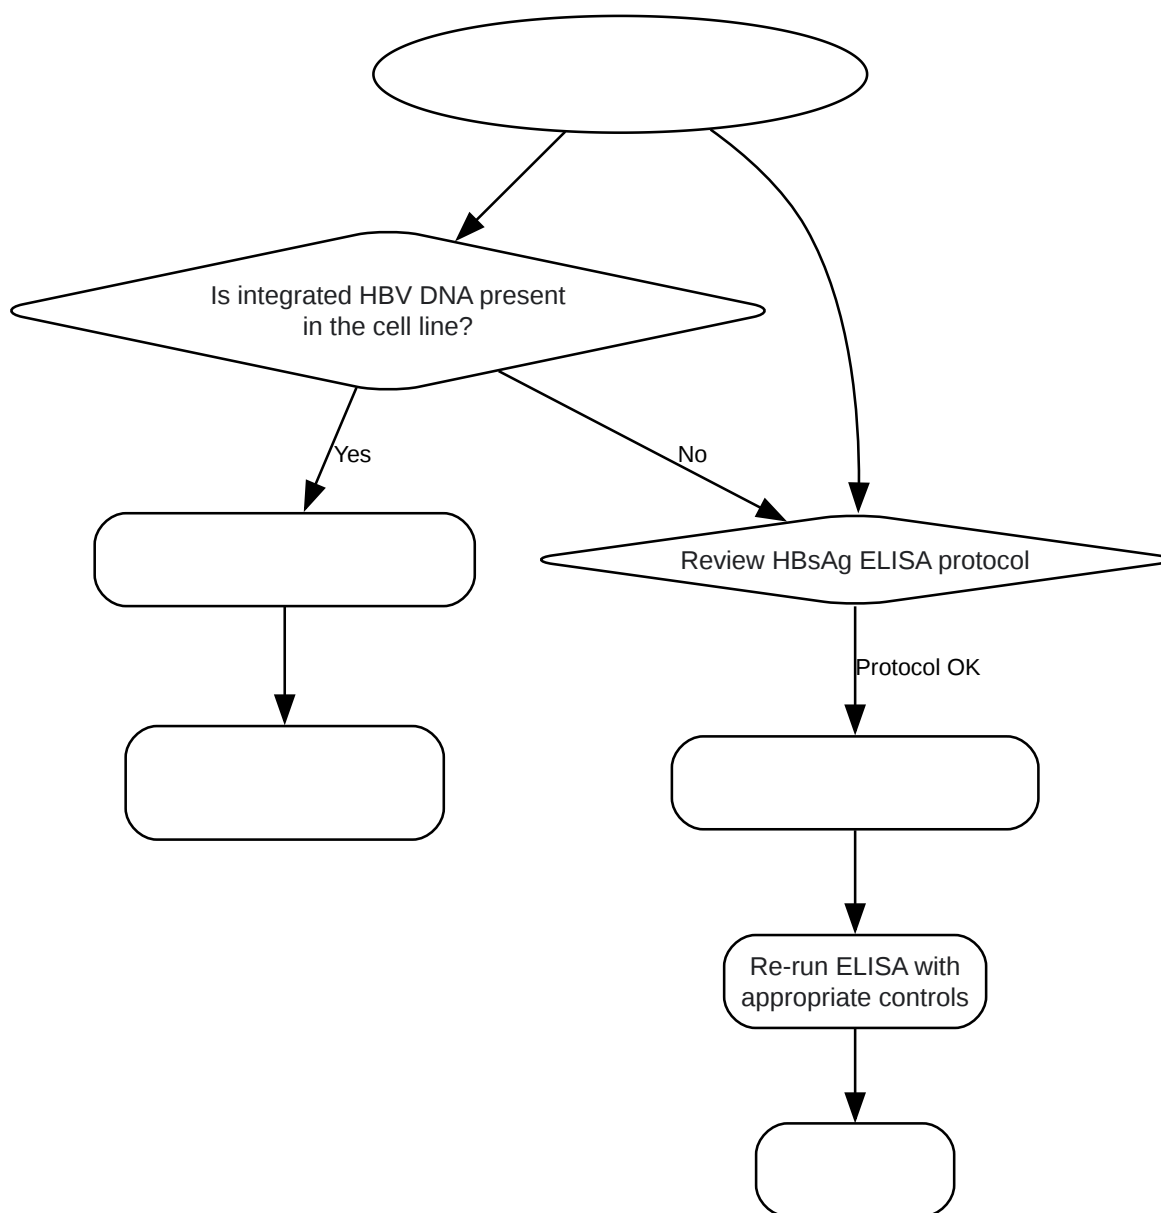 Is integrated HBV DNA present
in the cell line?
Yes
No
Review HBsAg ELISA protocol
Protocol OK
Re-run ELISA with
appropriate controls